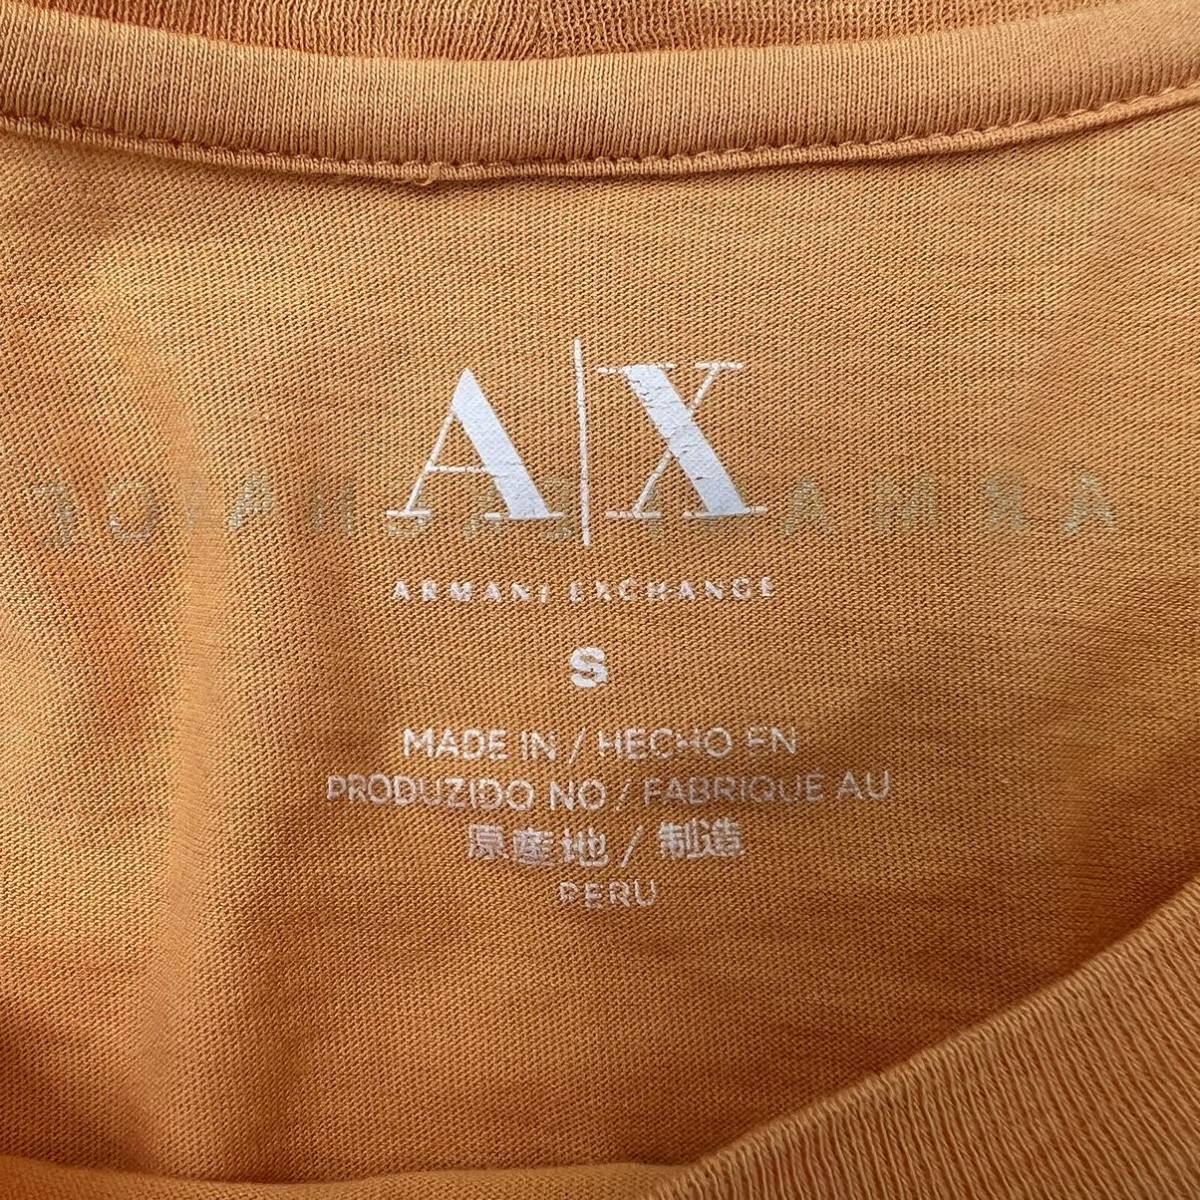 A|X
ARMANI EXCHANGE
S
MADE IN / HECHO EN
PRODUZIDO NO / FABRIQUE AU
原産地 / 制造
PERU